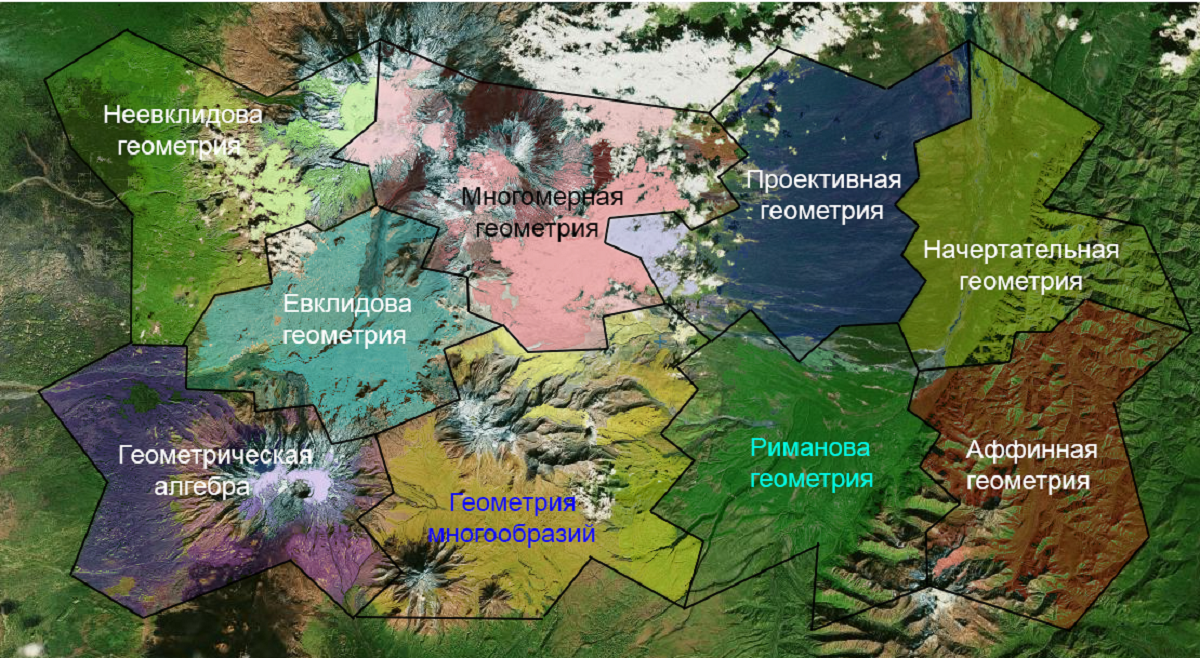 Неевклидова
геометрия
Многомерная
геометрия
Проективная
геометрия
Начертательная
геометрия
Евклидова
геометрия
Геометрическая
алгебра
Геометрия
многообразий
Риманова
геометрия
Аффинная
геометрия